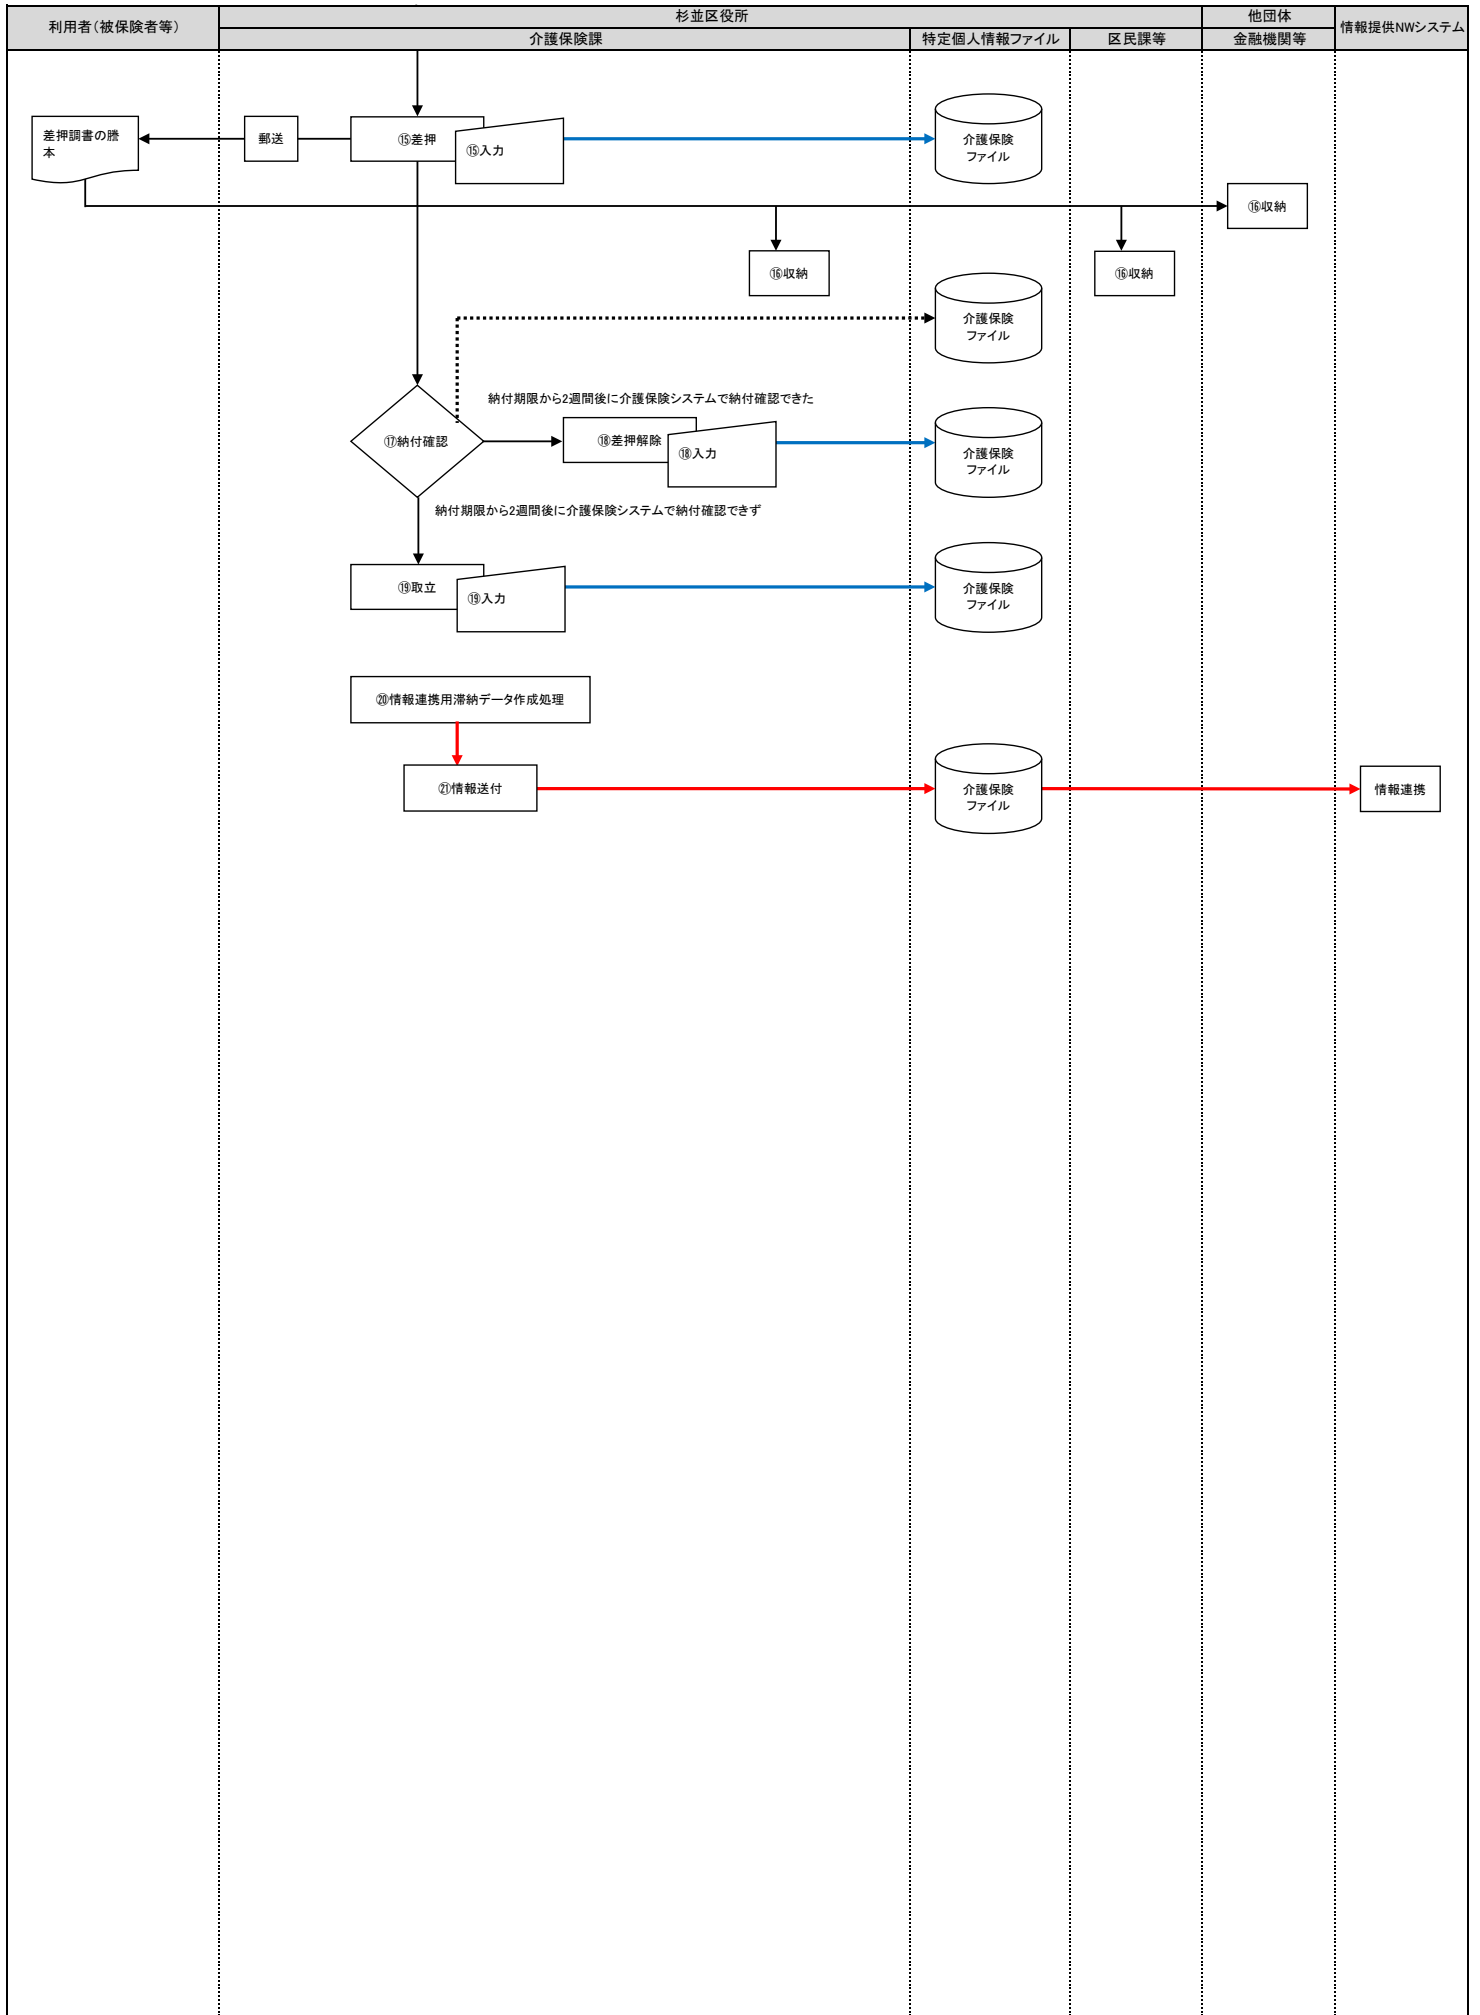 利用者（被保険者等）
杉並区役所
他団体
情報提供NWシステム
介護保険課
特定個人情報ファイル
区民課等
金融機関等
差押調書の謄
本
郵送
⑮差押
⑮入力
介護保険
ファイル
⑯収納
⑯収納
⑯収納
介護保険
ファイル
納付期限から2週間後に介護保険システムで納付確認できた
⑰納付確認
⑱差押解除
⑱入力
介護保険
ファイル
納付期限から2週間後に介護保険システムで納付確認できず
⑲取立
⑲入力
介護保険
ファイル
⑳情報連携用滞納データ作成処理
㉑情報送付
介護保険
ファイル
情報連携